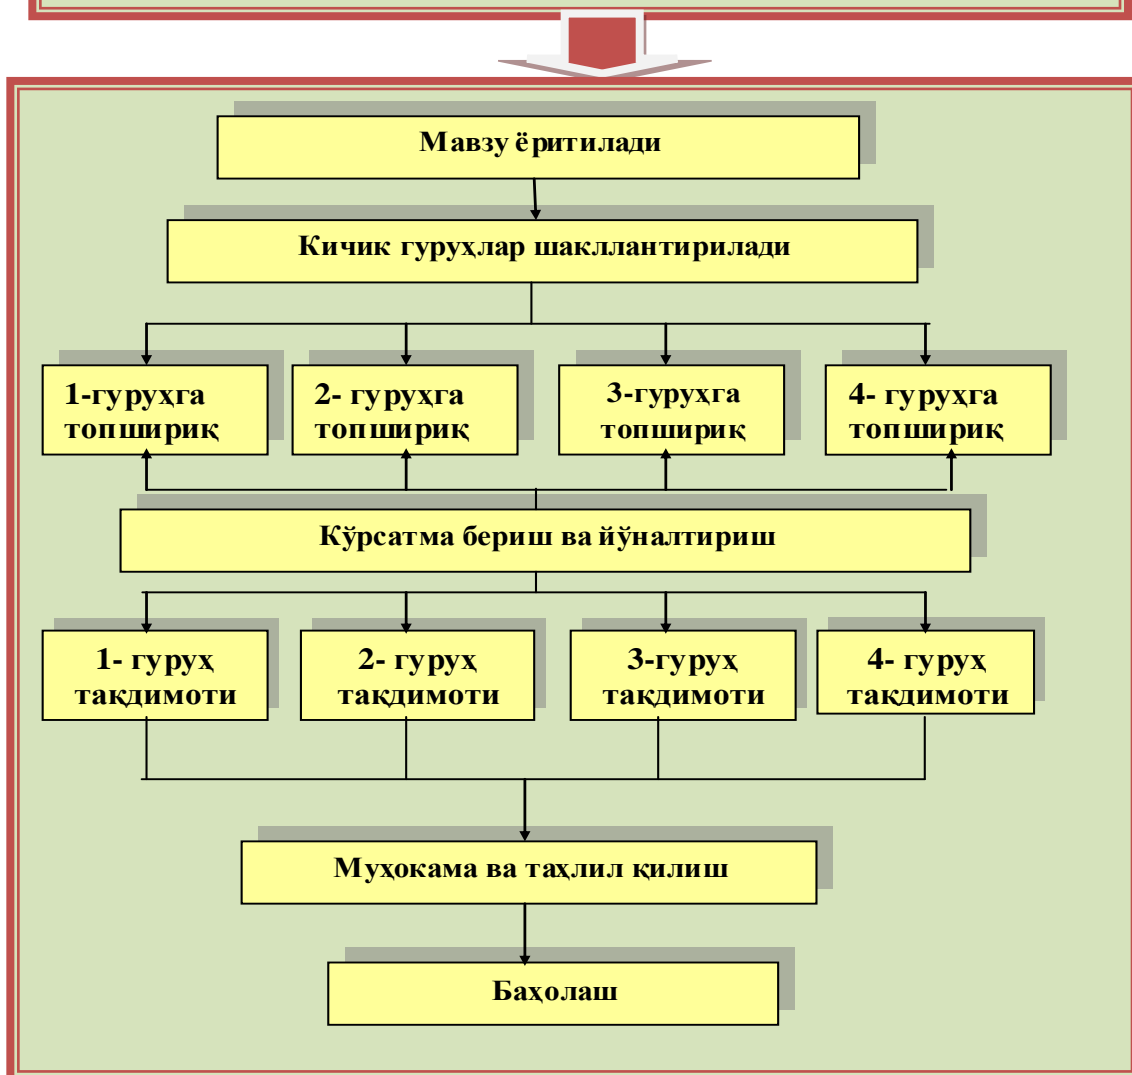 Мавзу ёритилади
Кичик гуруҳлар шакллантирилади
1-гуруҳга
топшириқ
2- гуруҳга
топшириқ
3-гуруҳга
топшириқ
4- гуруҳга
топшириқ
Кўрсатма бериш ва йўналтириш
1- гуруҳ
тақдимоти
2- гуруҳ
тақдимоти
3-гуруҳ
тақдимоти
4- гуруҳ
тақдимоти
Муҳокама ва таҳлил қилиш
Баҳолаш